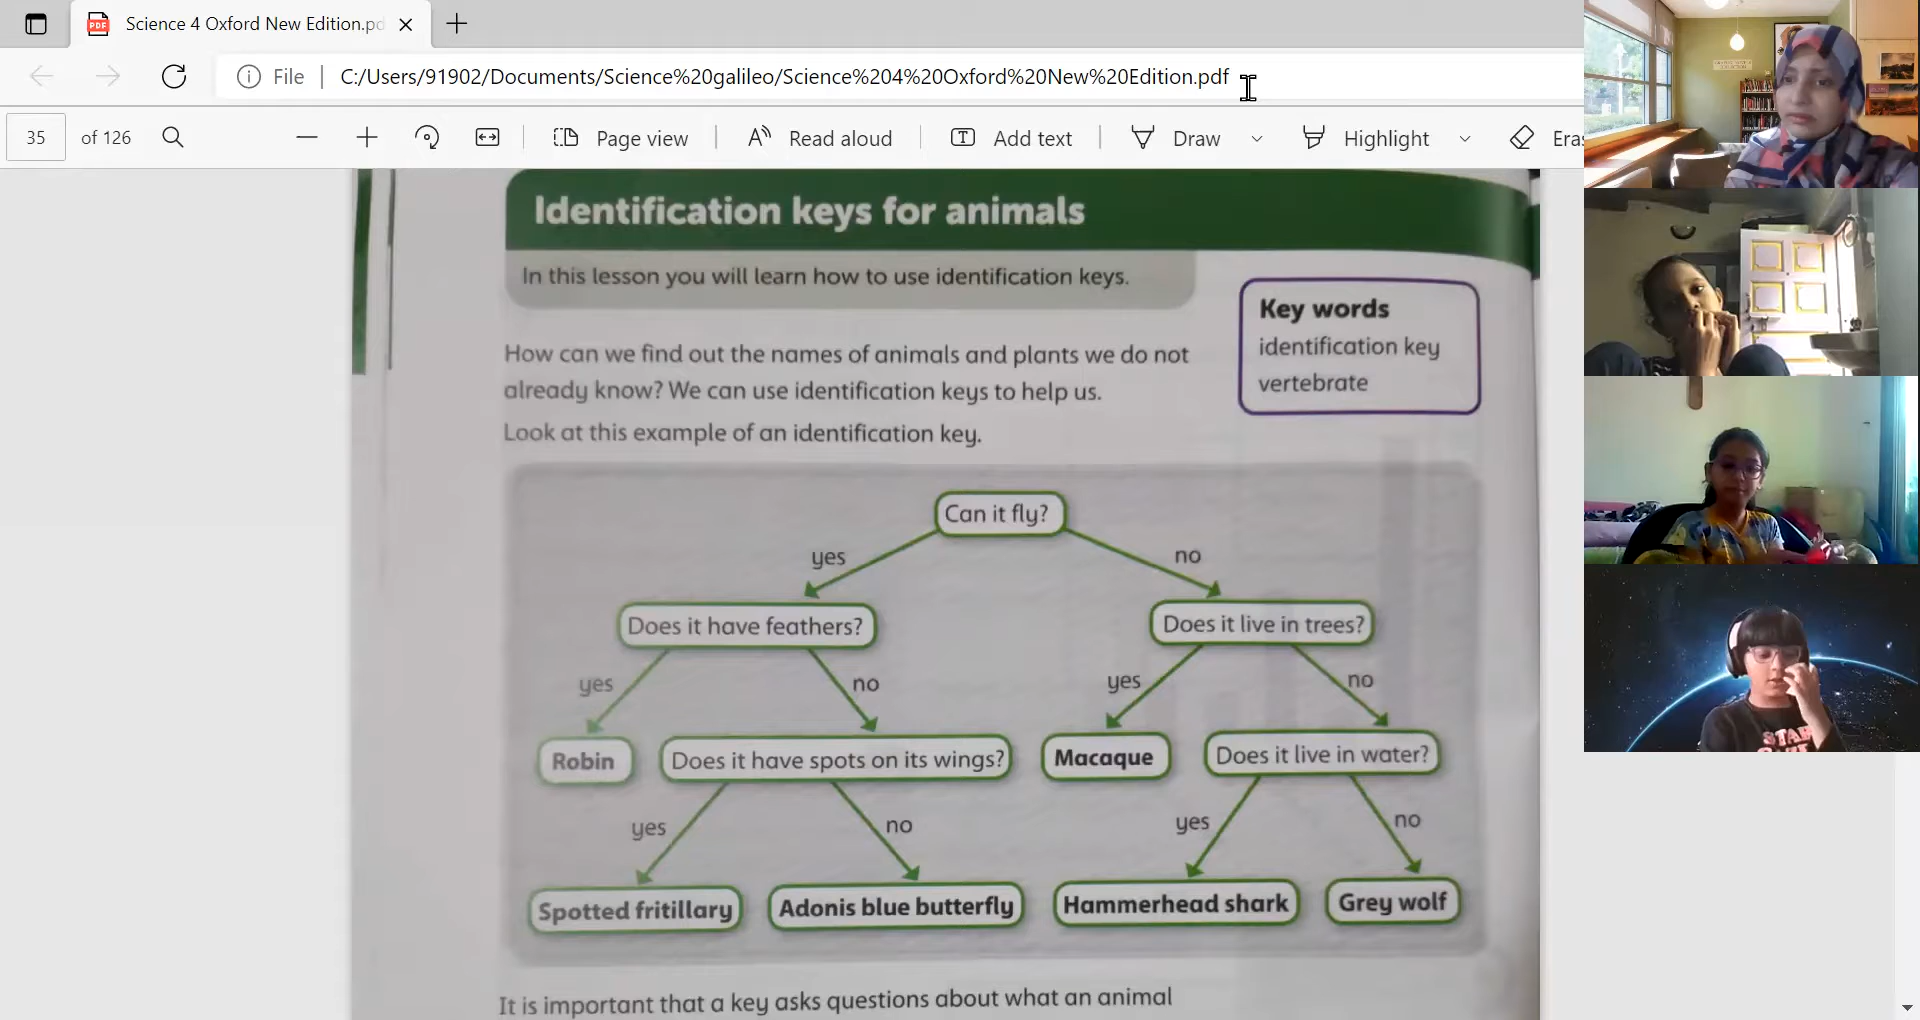 Science 4 Oxford New Edition.pd
File
C:/Users/91902/Documents/Science%20galileo/Science%204%20Oxford%20New%20Edition.pdf
35
of 126
Page view
Read aloud
Add text
Draw
Highlight
Eras
Identification keys for animals
In this lesson you will learn how to use identification keys.
Key words
identification key
vertebrate
How can we find out the names of animals and plants we do not
already know? We can use identification keys to help us.
Look at this example of an identification key.
Can it fly?
yes
no
Does it have feathers?
Does it live in trees?
yes
no
yes
no
Robin
Does it have spots on its wings?
Macaque
Does it live in water?
yes
no
yes
no
Spotted fritillary
Adonis blue butterfly
Hammerhead shark
Grey wolf
It is important that a key asks questions about what an animal